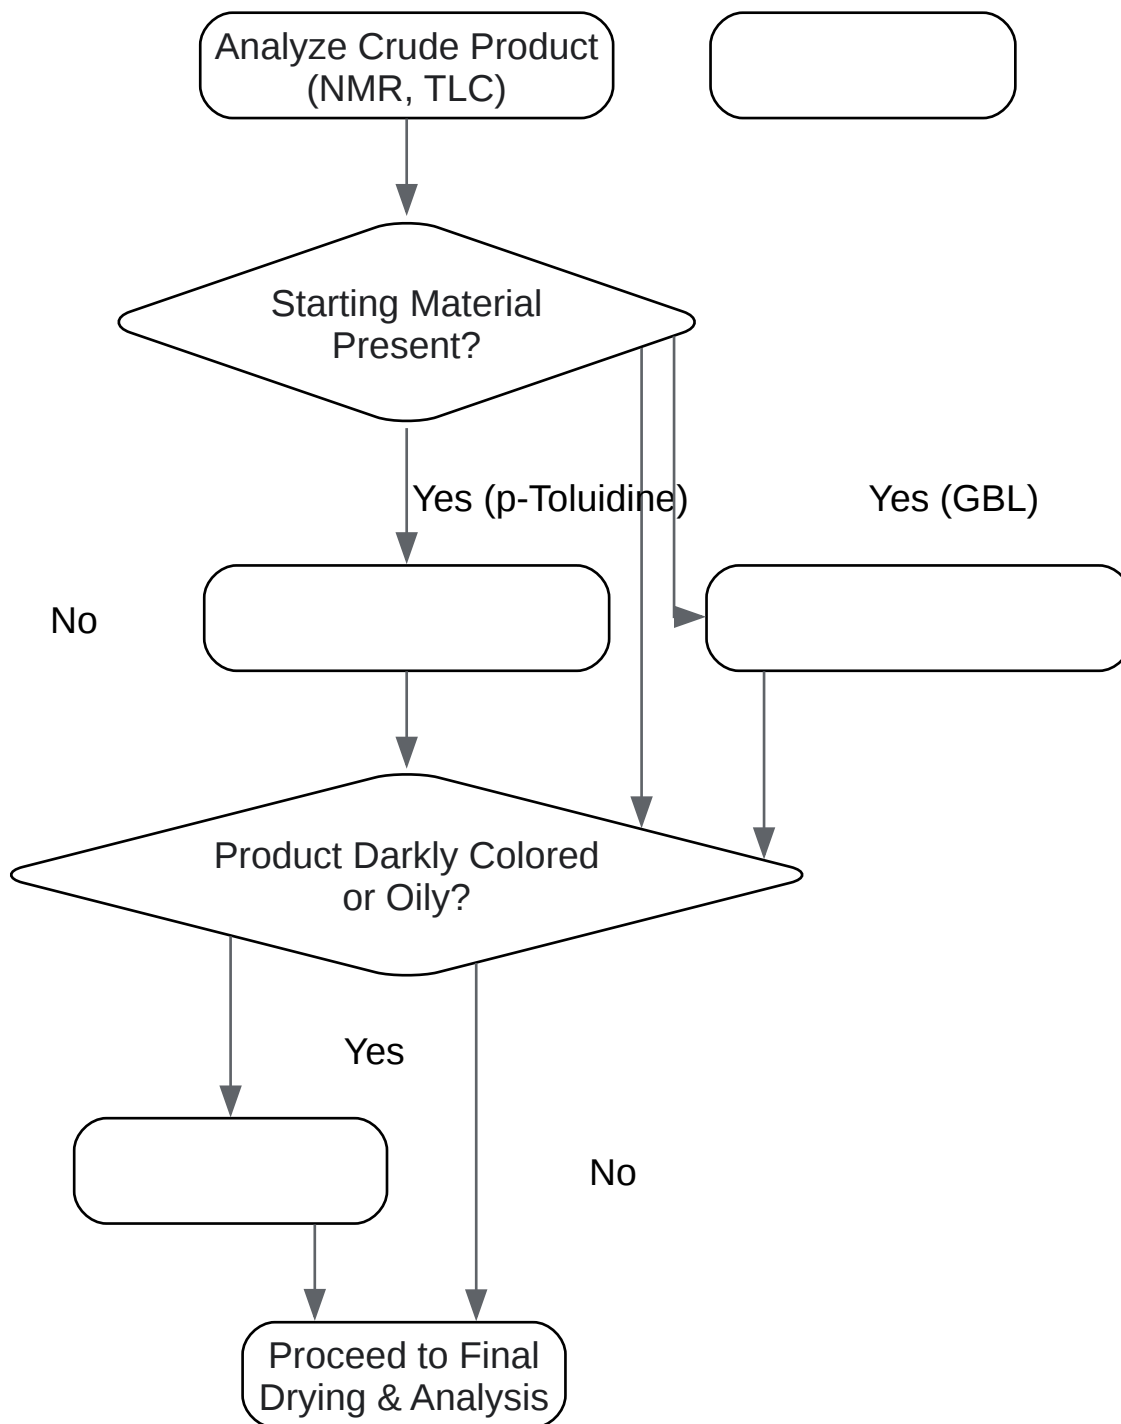 Analyze Crude Product
(NMR, TLC)
Starting Material
Present?
Yes (p-Toluidine)
Yes (GBL)
No
Product Darkly Colored
or Oily?
Yes
No
Proceed to Final
Drying & Analysis